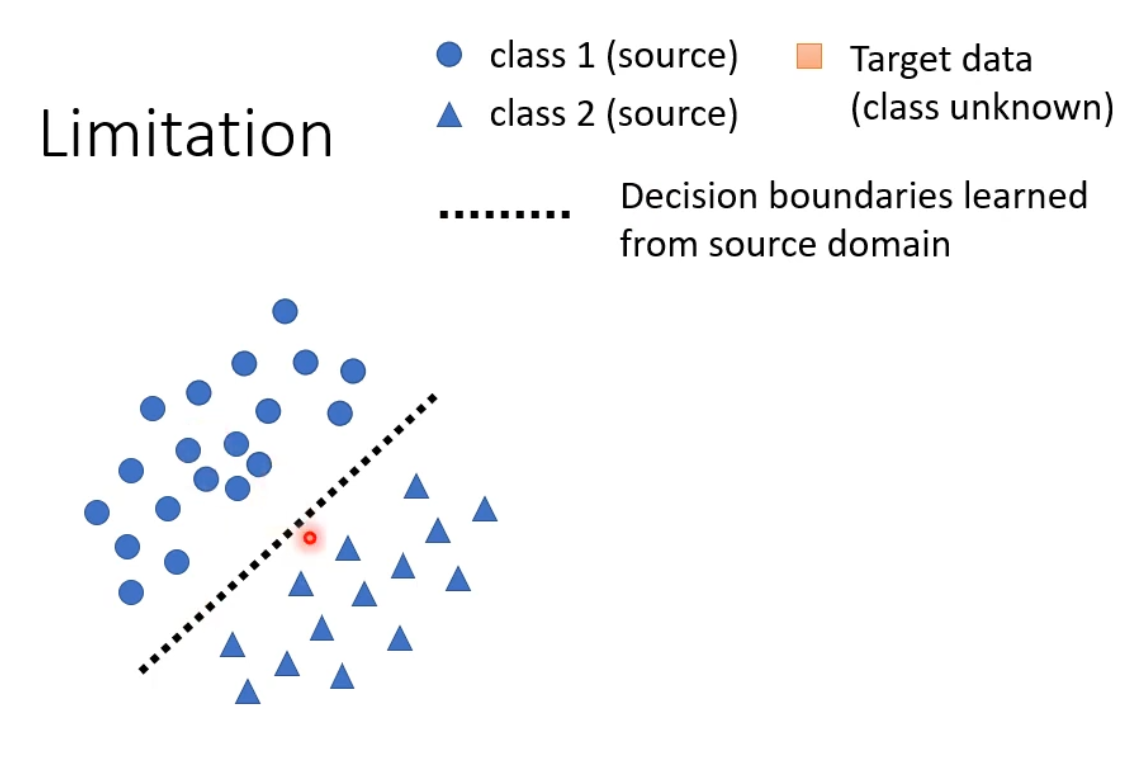 Limitation
class 1 (source)
class 2 (source)
Target data
(class unknown)
Decision boundaries learned
from source domain